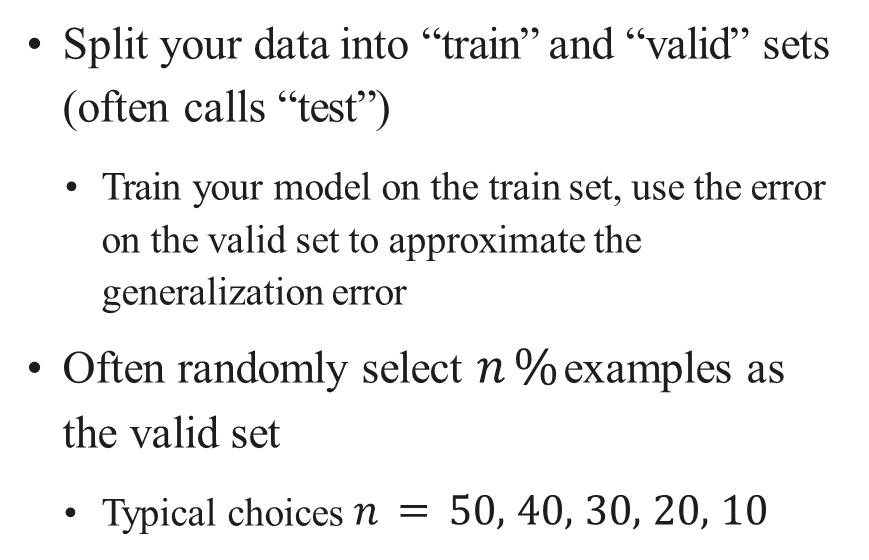 • Split your data into “train” and “valid” sets
(often calls “test”)
• Train your model on the train set, use the error
on the valid set to approximate the
generalization error
• Often randomly select n % examples as
the valid set
• Typical choices n = 50, 40, 30, 20, 10